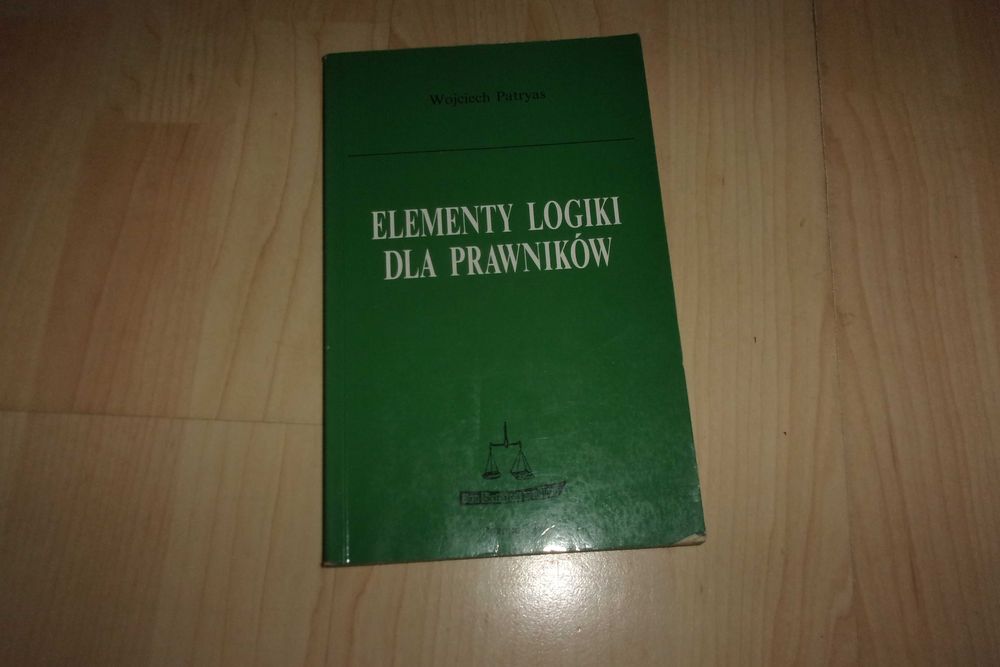 Wojciech Patryas
ELEMENTY LOGIKI
DLA PRAWNIKÓW